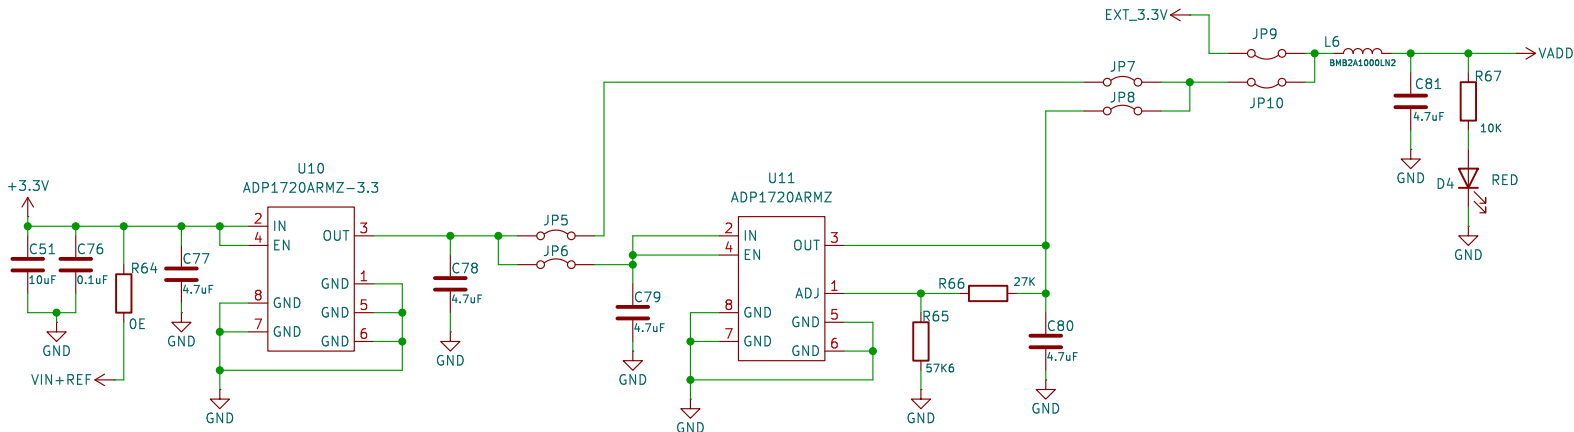 EXT_3.3V
JP9
L6
BMB2A1000LN2
VADD
JP7
JP8
JP10
C81
4.7uF
R67
10K
GND
D4
RED
GND
+3.3V
C51
10uF
C76
0.1uF
GND
R64
0E
VIN+REF
C77
4.7uF
GND
U10
ADP1720ARMZ-3.3
2
IN
4
EN
OUT
3
GND
1
8
GND
GND
5
7
GND
GND
6
GND
C78
4.7uF
GND
JP5
JP6
C79
4.7uF
GND
U11
ADP1720ARMZ
2
IN
4
EN
OUT
3
ADJ
1
8
GND
GND
5
7
GND
GND
6
GND
R66
27K
R65
57K6
GND
C80
4.7uF
GND